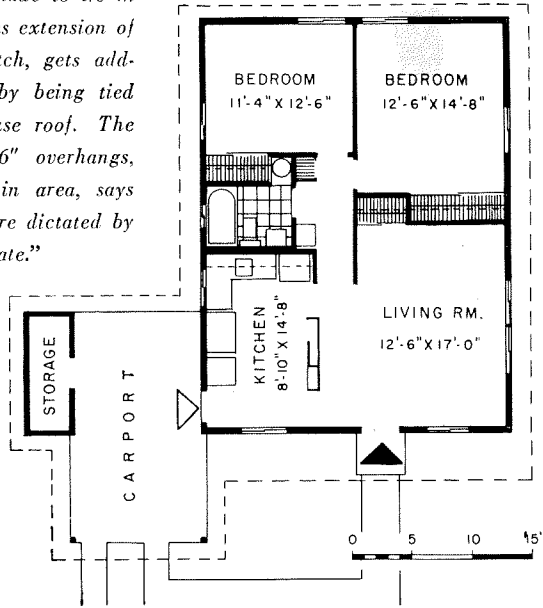 s extension of
tch, gets add-
by being tied
use roof. The
6" overhangs,
in area, says
re dictated by
ate."
BEDROOM
11'-4" X 12'-6"
BEDROOM
12'-6" X 14'-8"
KITCHEN
8'-10" X 14'-8"
LIVING RM.
12'-6" X 17'-0"
STORAGE
CARPORT
0 5 10 15'